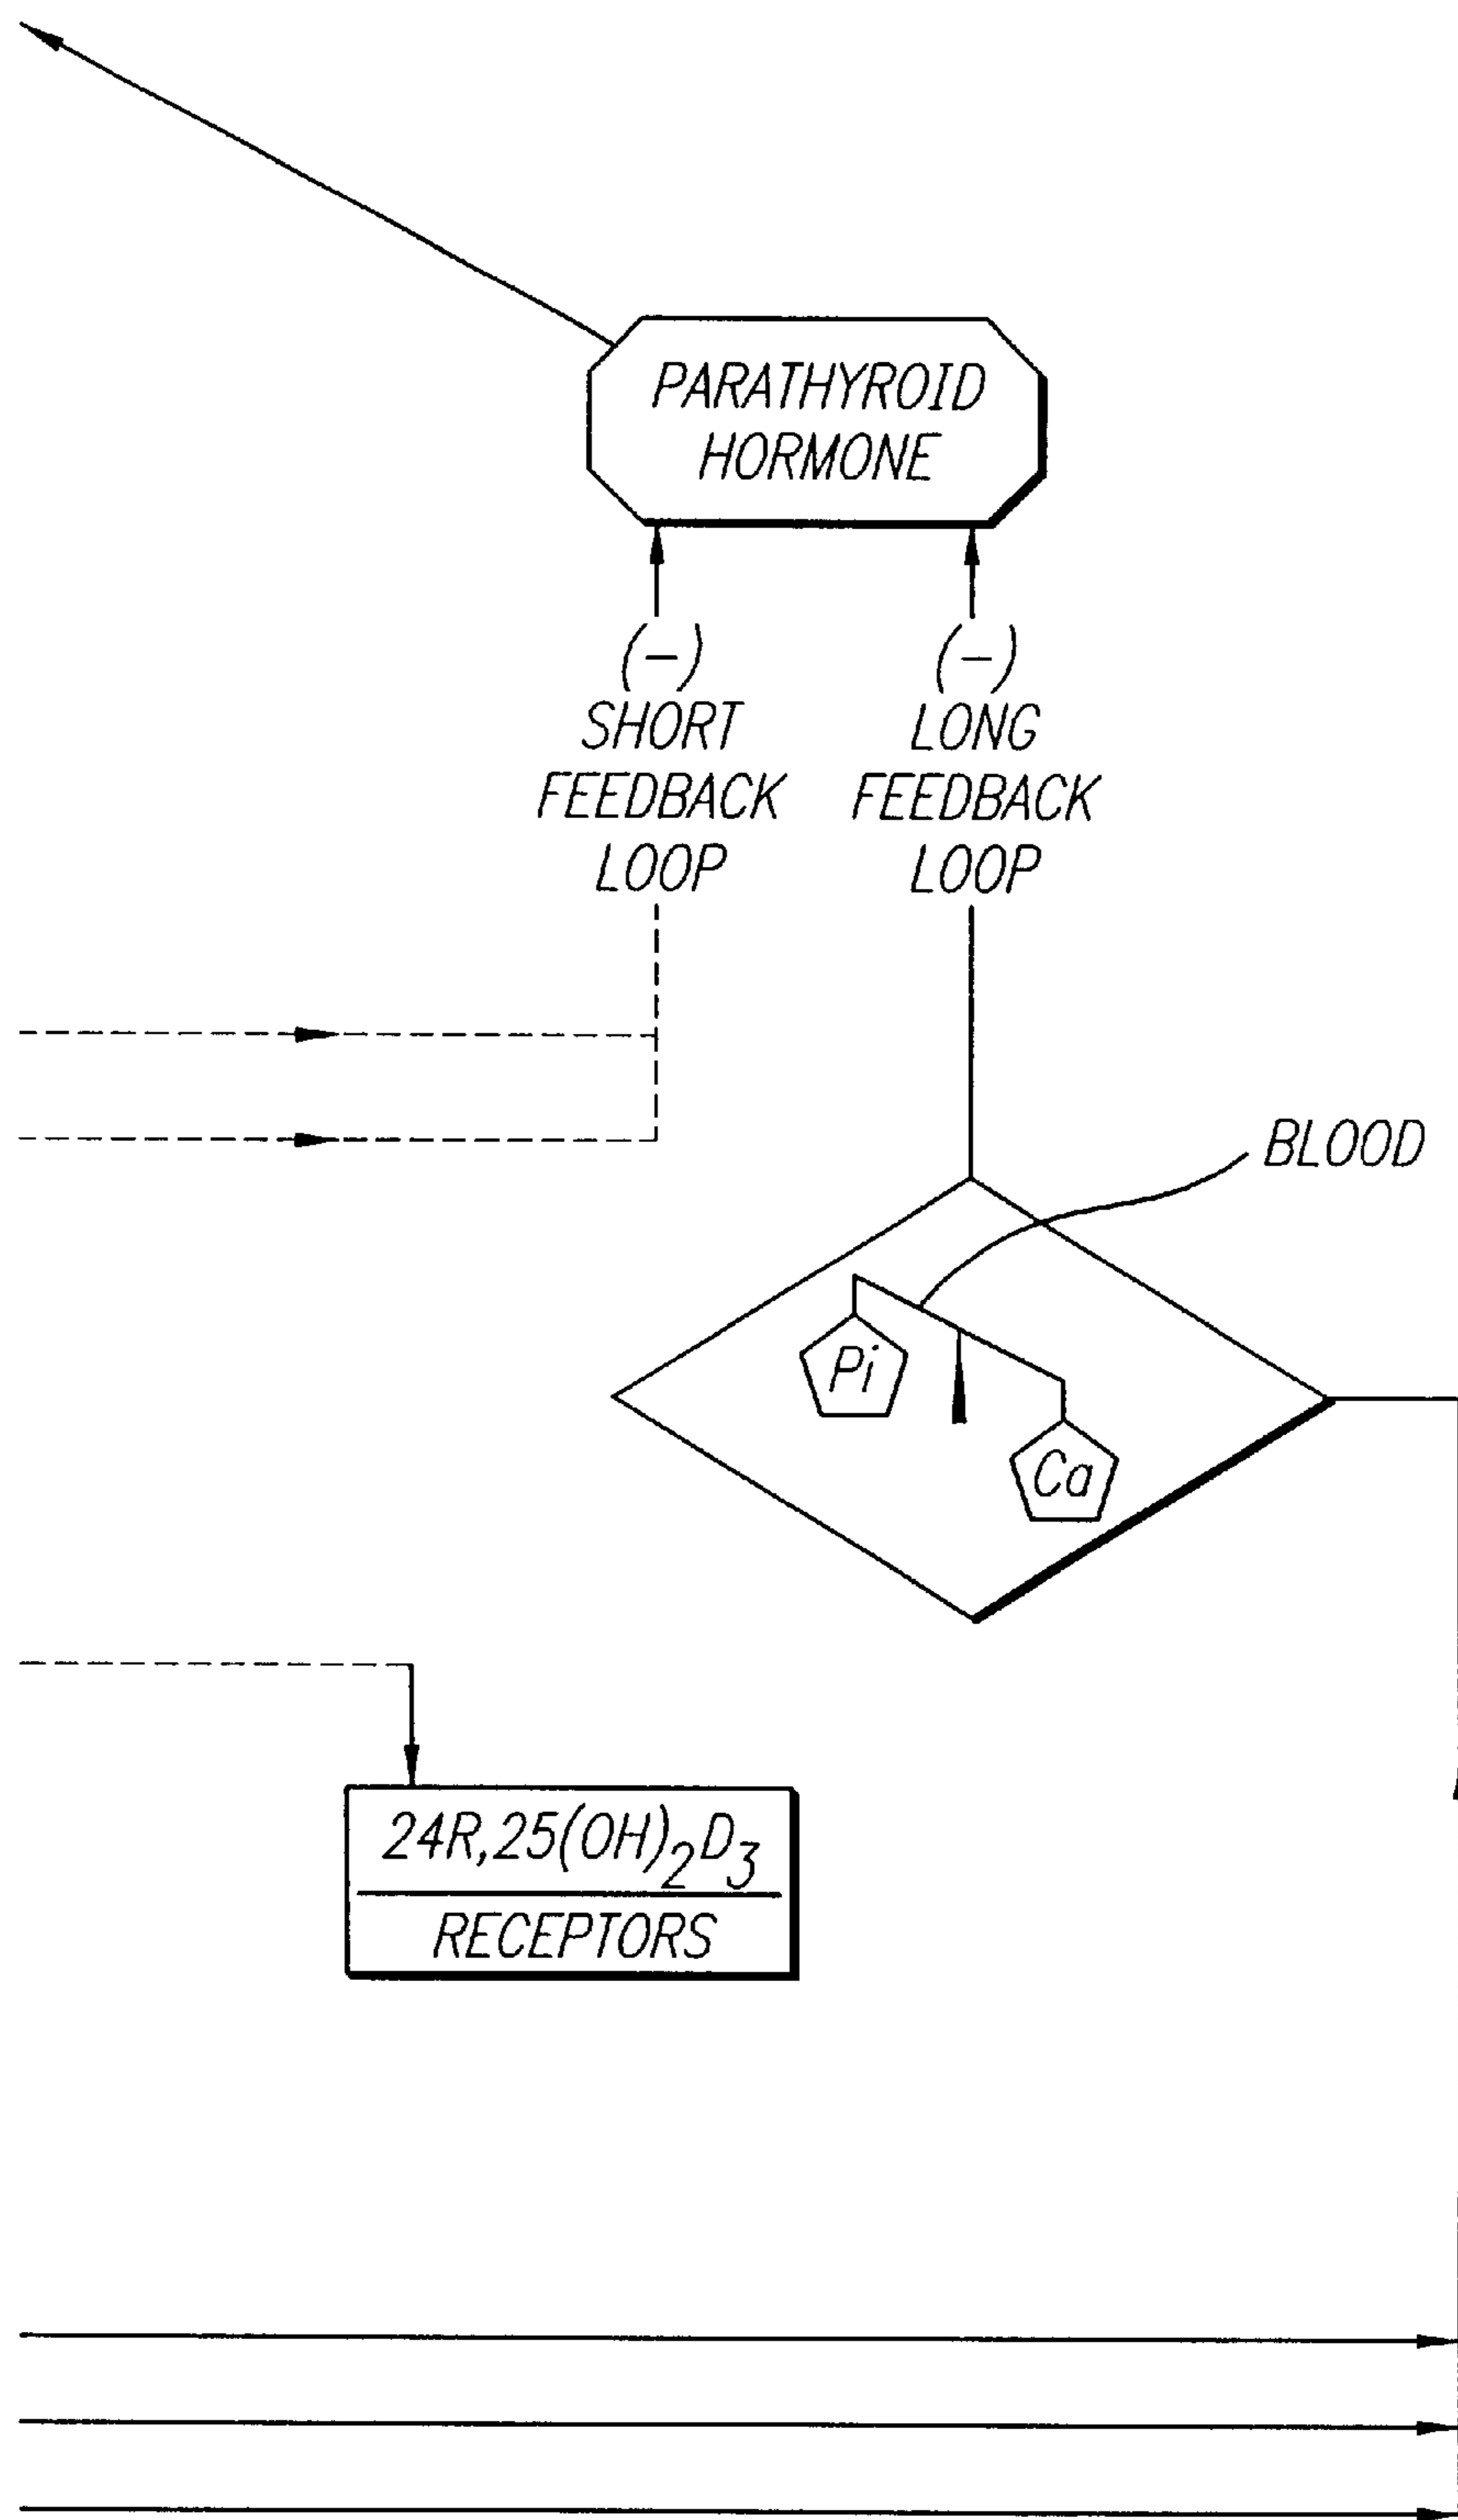 PARATHYROID
HORMONE
(-)
SHORT
FEEDBACK
LOOP
(-)
LONG
FEEDBACK
LOOP
BLOOD
Pi
Ca
24R,25(OH)2D3
RECEPTORS